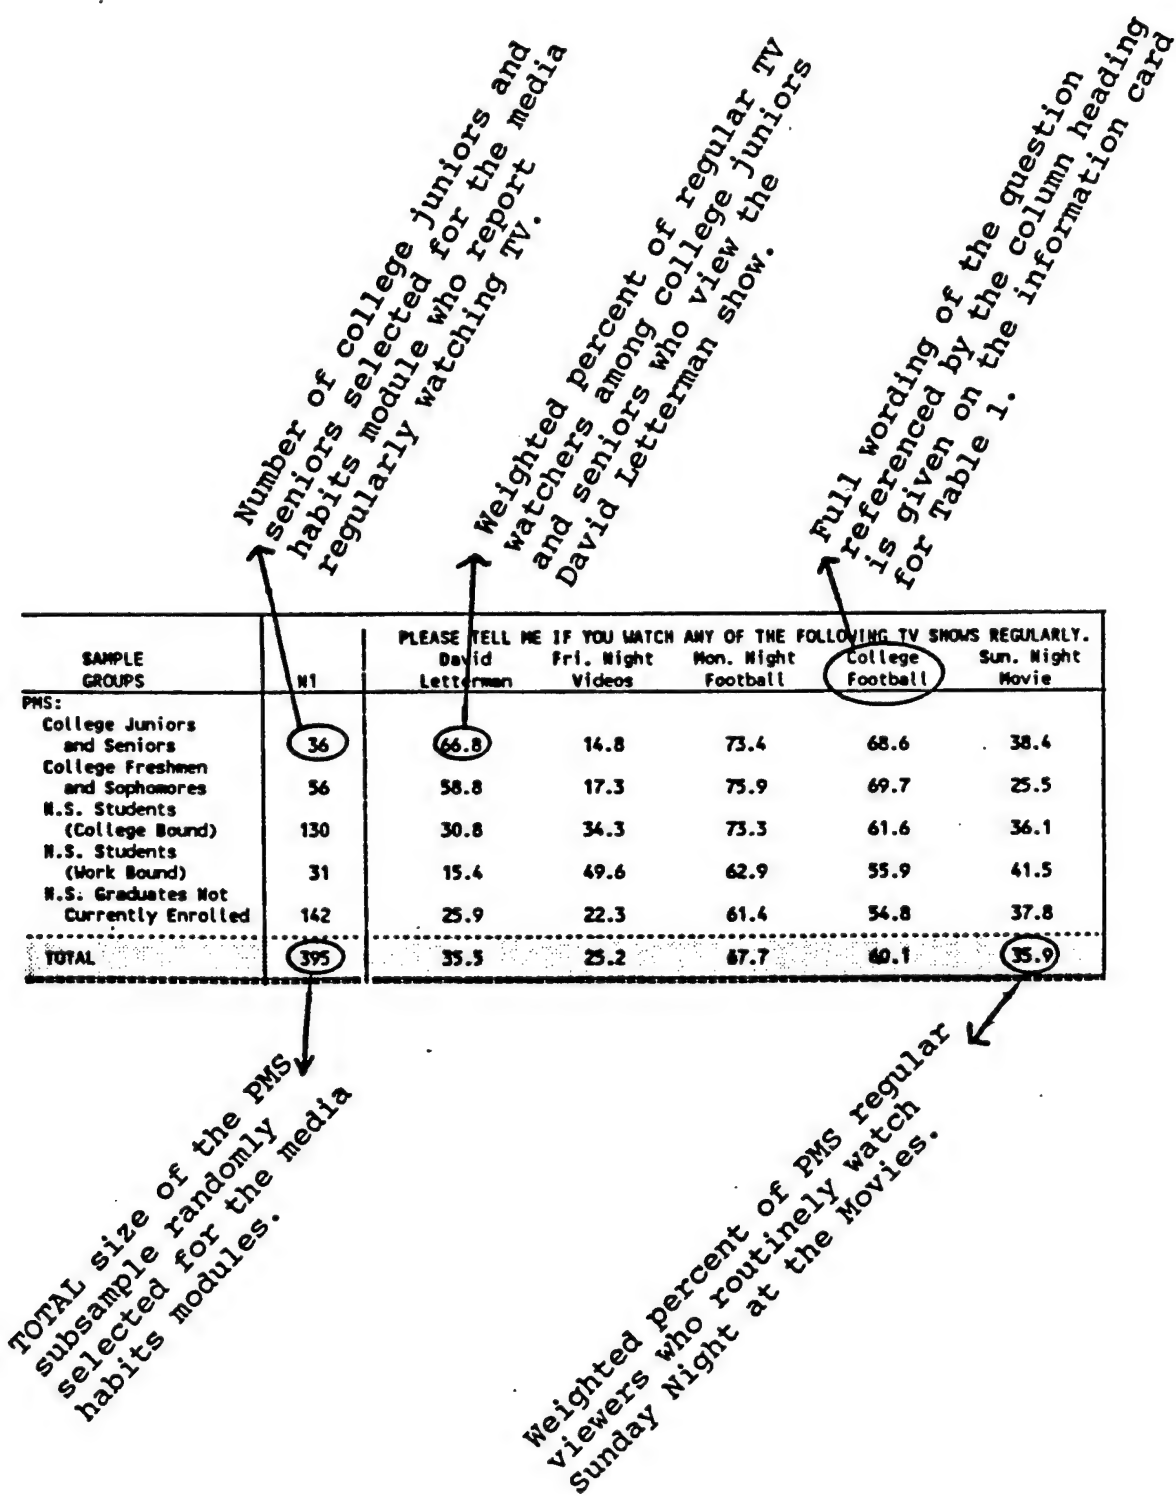 Number of college juniors and
seniors selected for the media
habits module who report
regularly watching TV.
Weighted percent of regular TV
watchers among college juniors
and seniors who view the
David Letterman show.
Full wording of the question
referenced by the column heading
is given on the information card
for Table 1.
PLEASE TELL ME IF YOU WATCH ANY OF THE FOLLOWING TV SHOWS REGULARLY.
SAMPLE David Fri. Night Mon. Night College Sun. Night
GROUPS N1 Letterman Videos Football Football Movie
PMS:
College Juniors
and Seniors 36 66.8 14.8 73.4 68.6 38.4
College Freshmen
and Sophomores 56 58.8 17.3 75.9 69.7 25.5
H.S. Students
(College Bound) 130 30.8 34.3 73.3 61.6 36.1
H.S. Students
(Work Bound) 31 15.4 49.6 62.9 55.9 41.5
H.S. Graduates Not
Currently Enrolled 142 25.9 22.3 61.4 54.8 37.8
TOTAL 395 35.3 25.2 67.7 60.1 35.9
TOTAL size of the PMS
subsample randomly
selected for the media
habits modules.
Weighted percent of PMS regular
viewers who routinely watch
Sunday Night at the Movies.